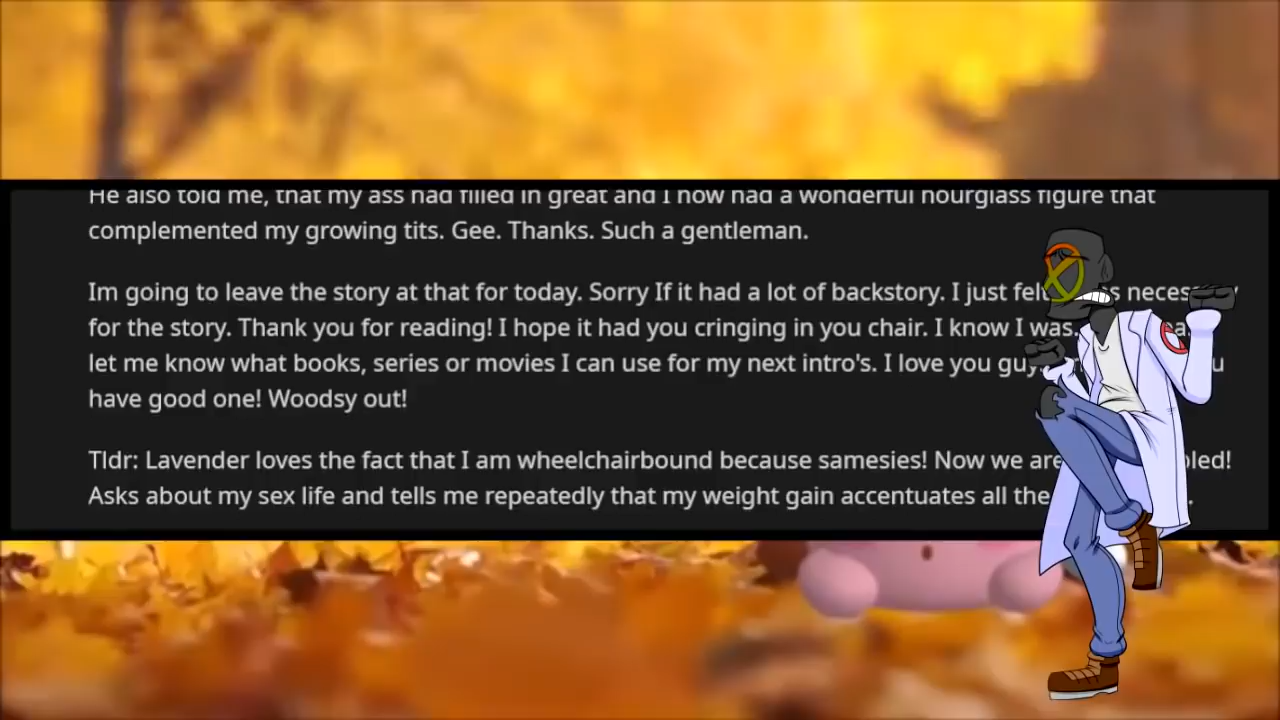 He also told me, that my ass had filled in great and I now had a wonderful hourglass figure that
complemented my growing tits. Gee. Thanks. Such a gentleman.
Im going to leave the story at that for today. Sorry If it had a lot of backstory. I just
for the story. Thank you for reading! I hope it had you cringing in you chair. I know I was.
let me know what books, series or movies I can use for my next intro's. I love you
have good one! Woodsy out!
Tldr: Lavender loves the fact that I am wheelchairbound because samesies! Now we are
Asks about my sex life and tells me repeatedly that my weight gain accentuates all the